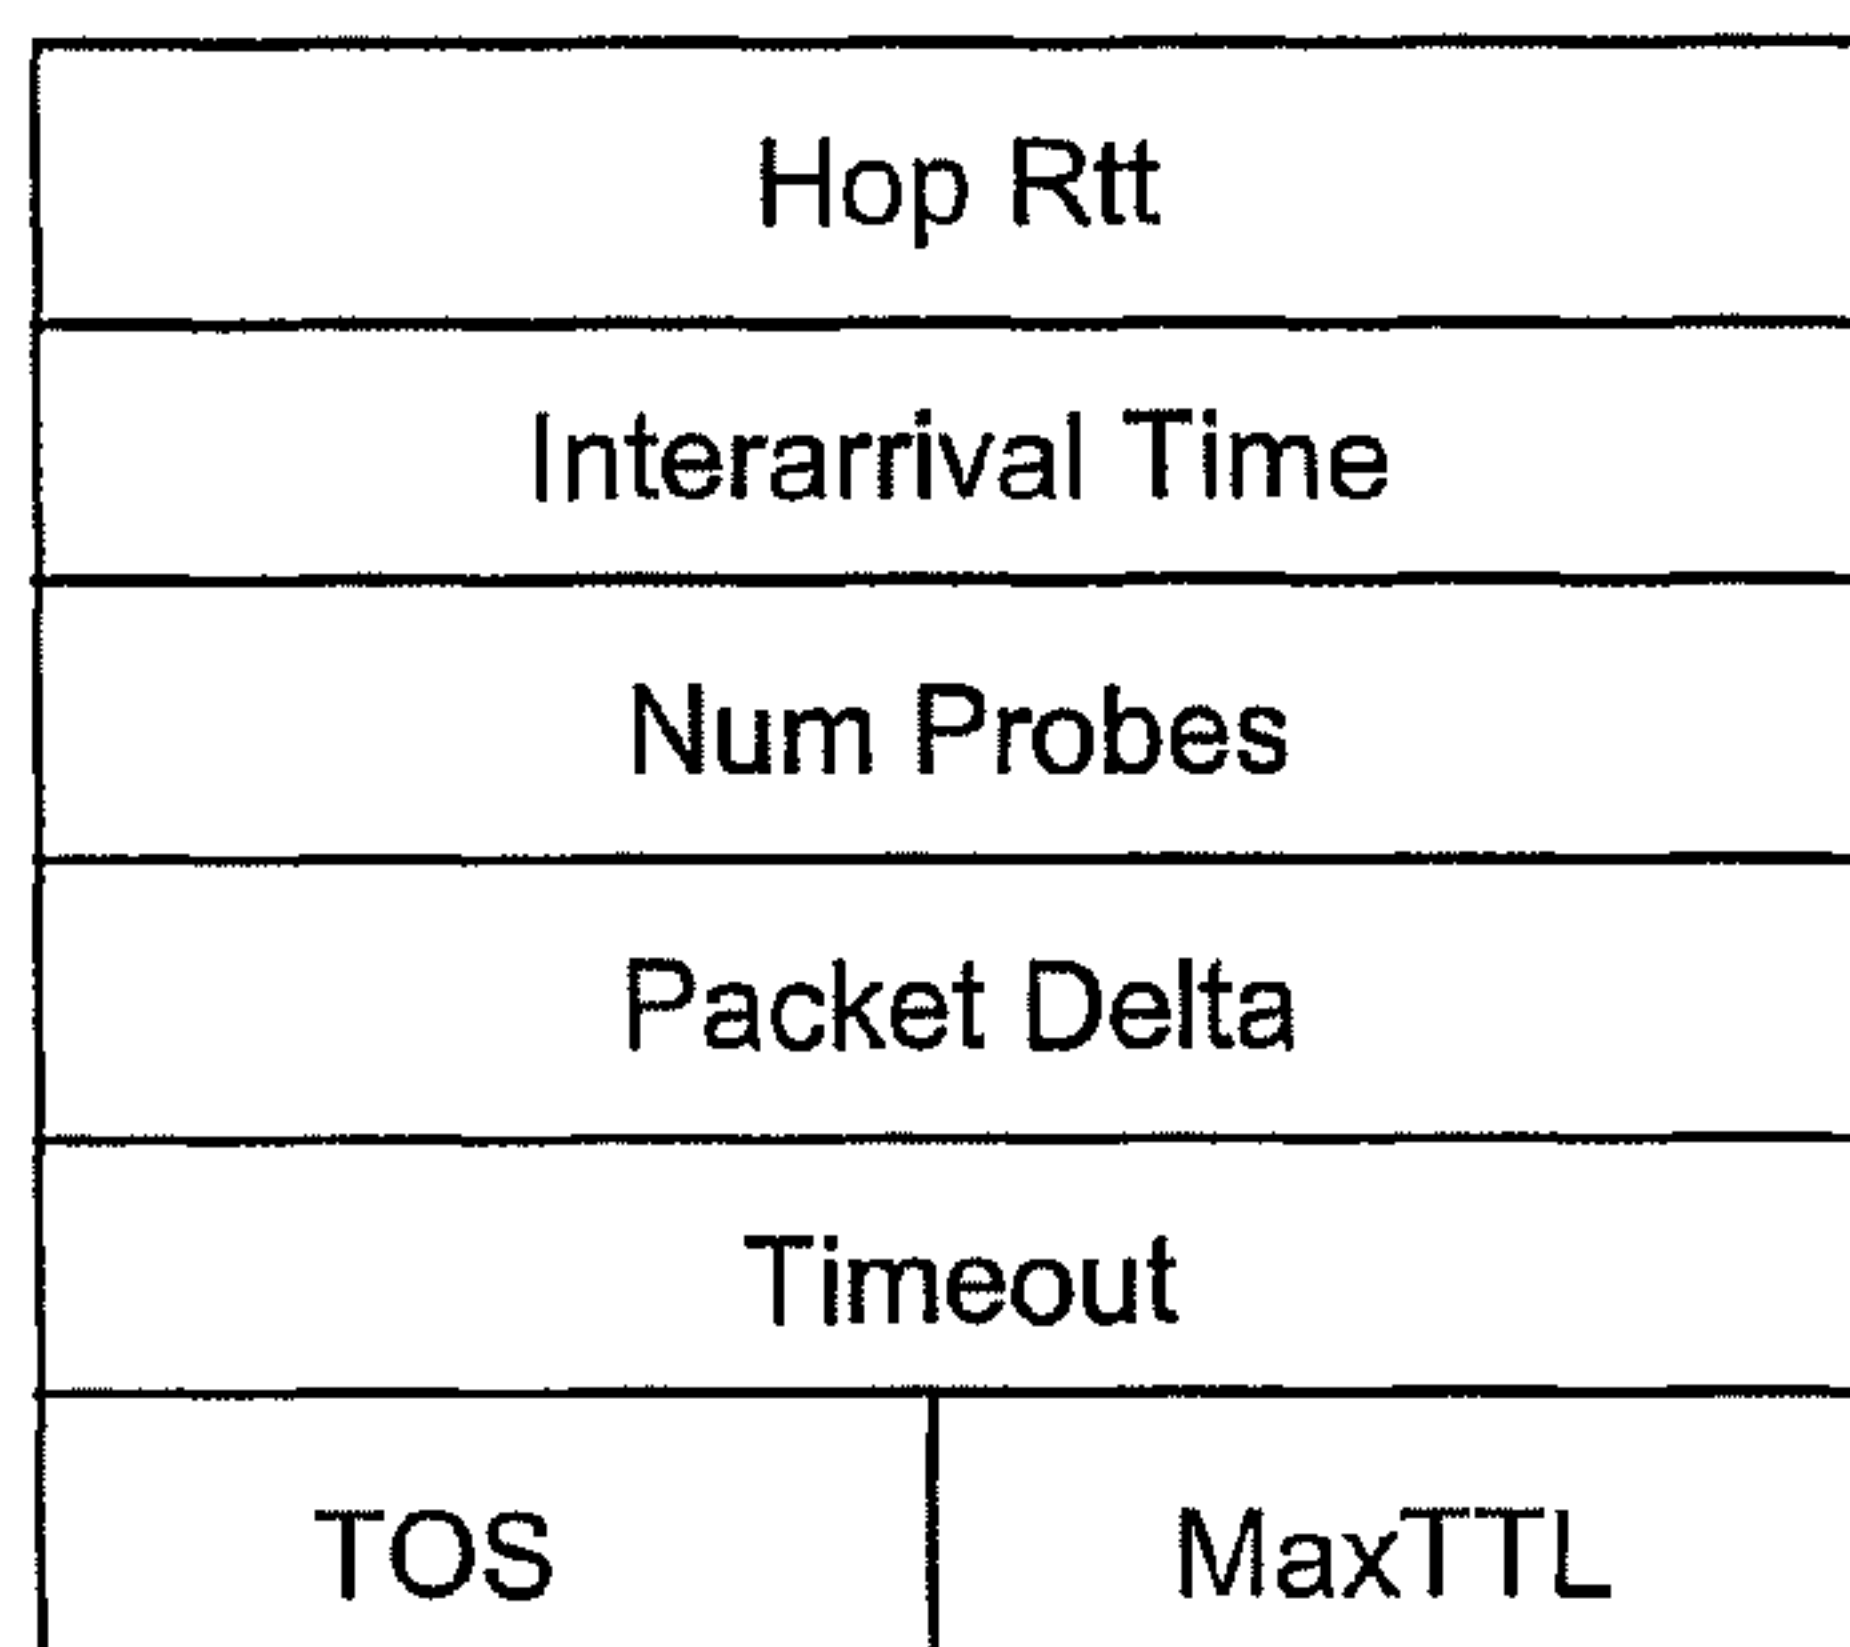 Hop Rtt
Interarrival Time
Num Probes
Packet Delta
Timeout
TOS MaxTTL